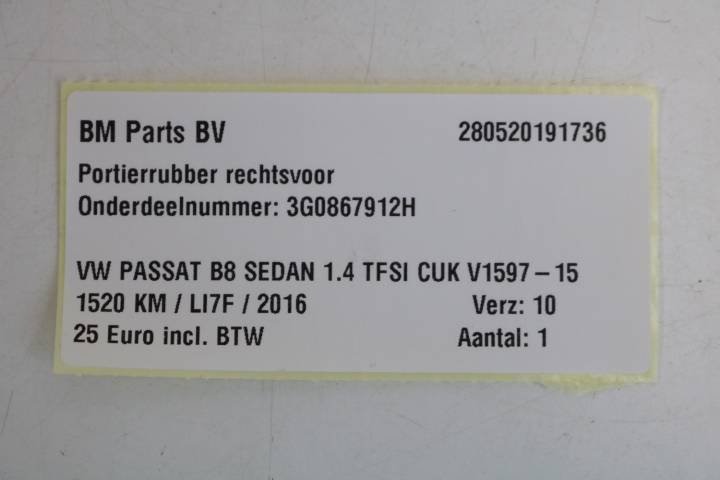 BM Parts BV 280520191736
Portierrubber rechtsvoor
Onderdeelnummer: 3G0867912H
VW PASSAT B8 SEDAN 1.4 TFSI CUK V1597 – 15
1520 KM / LI7F / 2016 Verz: 10
25 Euro incl. BTW Aantal: 1